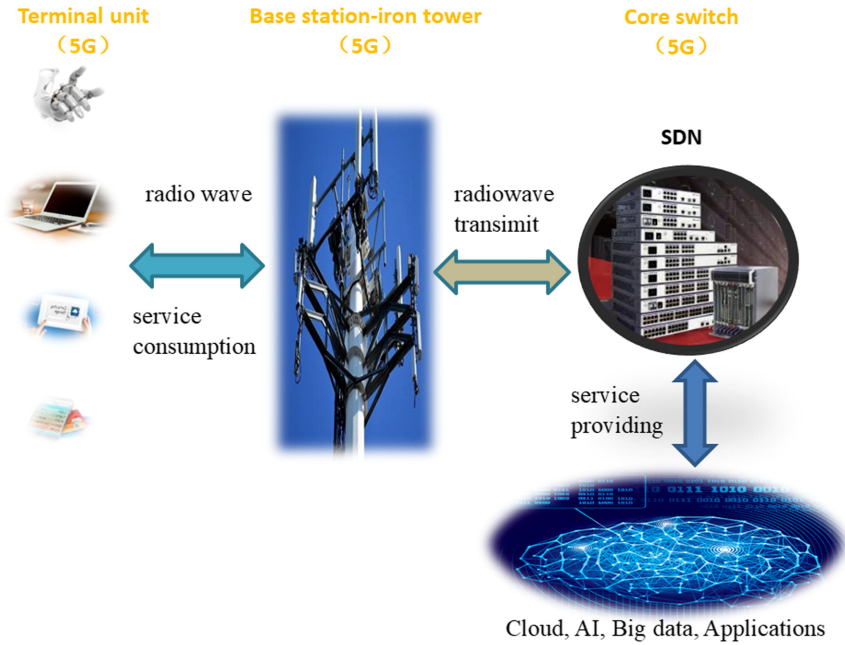 Terminal unit
（5G）
Base station-iron tower
（5G）
Core switch
（5G）
SDN
radio wave
service
consumption
radiowave
transimit
service
providing
Cloud, AI, Big data, Applications